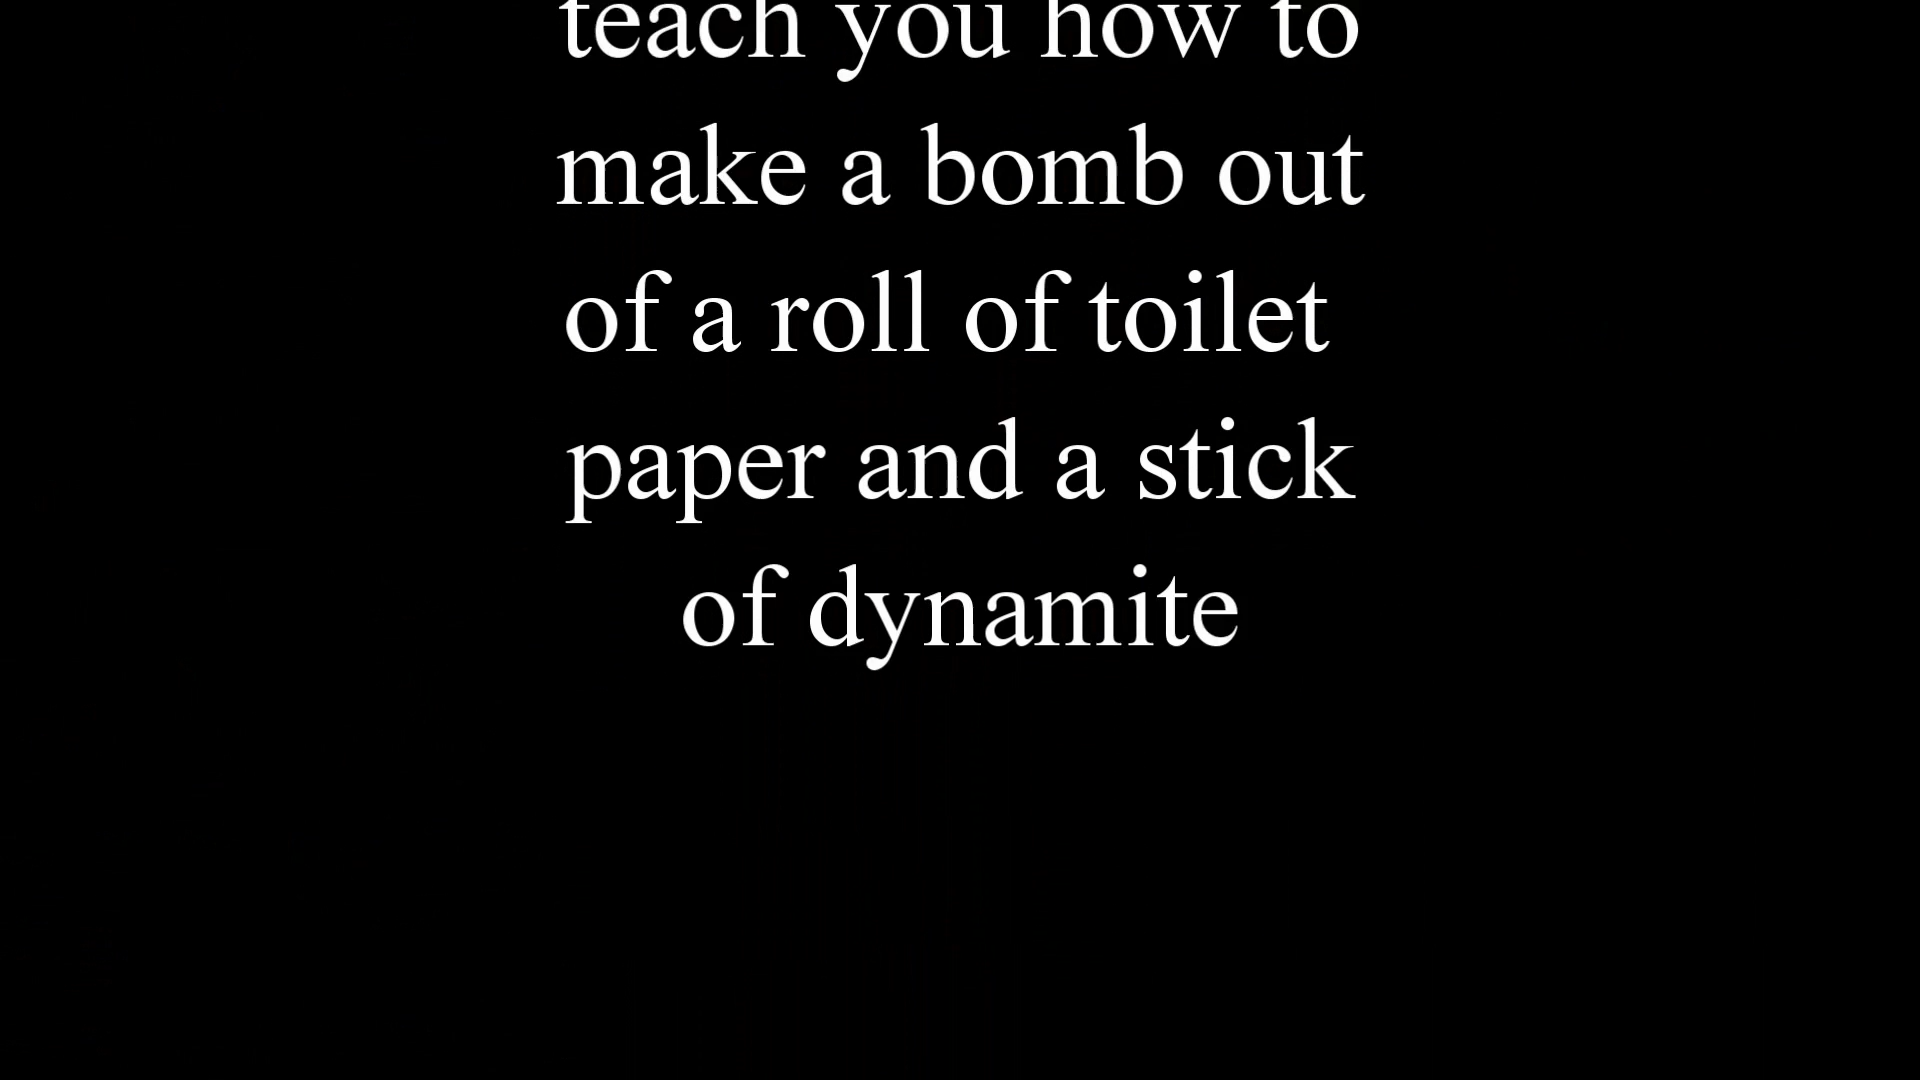 teach you how to
make a bomb out
of a roll of toilet
paper and a stick
of dynamite